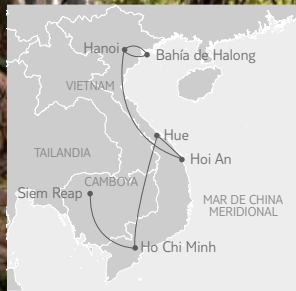 Hanoi
Bahía de Halong
VIETNAM
Hue
TAILANDIA
Hoi An
CAMBOYA
Siem Reap
MAR DE CHINA
MERIDIONAL
Ho Chi Minh